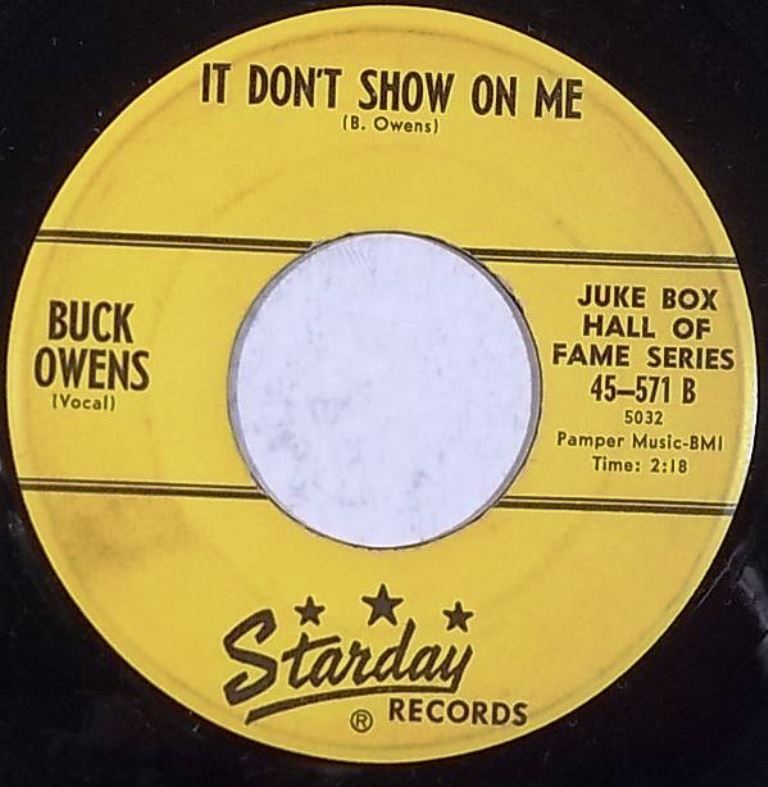 IT DON'T SHOW ON ME
(B. Owens)
BUCK
OWENS
(Vocal)
JUKE BOX
HALL OF
FAME SERIES
45–571 B
5032
Pamper Music-BMI
Time: 2:18
Starday
® RECORDS